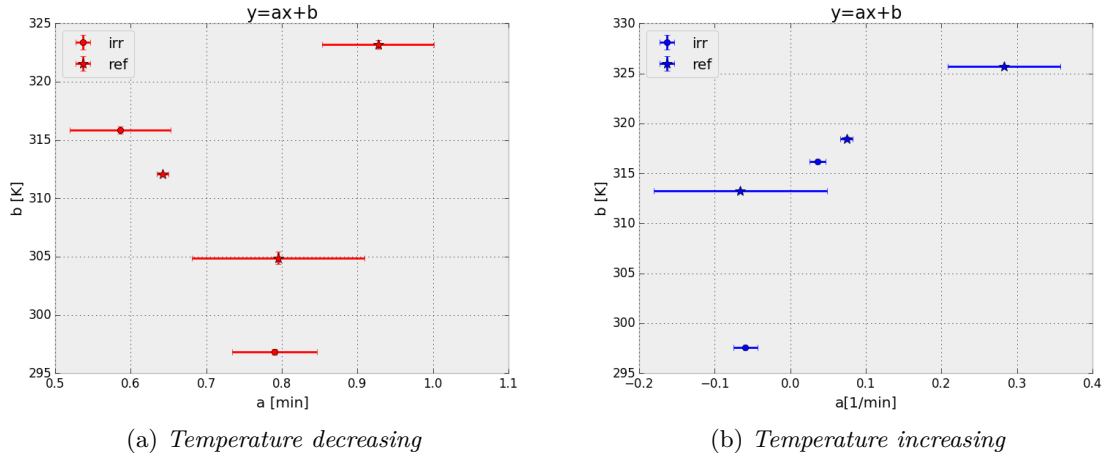 y=ax+b
irr
ref
325
320
315
310
305
300
295
b [K]
0.5 0.6 0.7 0.8 0.9 1.0 1.1
a [min]
(a) Temperature decreasing
y=ax+b
irr
ref
330
325
320
315
310
305
300
295
b [K]
−0.2 −0.1 0.0 0.1 0.2 0.3 0.4
a[1/min]
(b) Temperature increasing